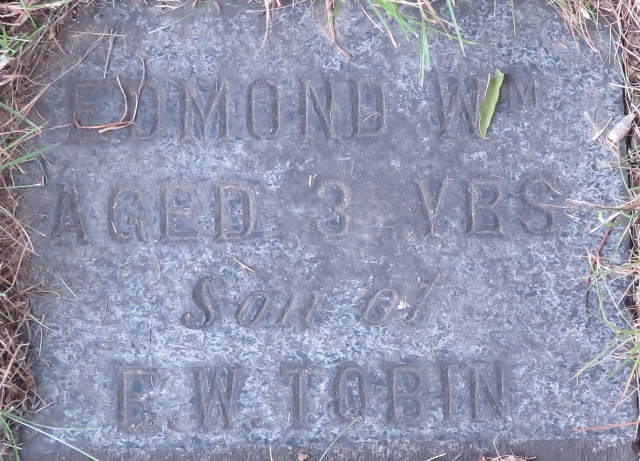 EDMOND Wᵐ
AGED 3 YRS
Son of
E.W. TOBIN